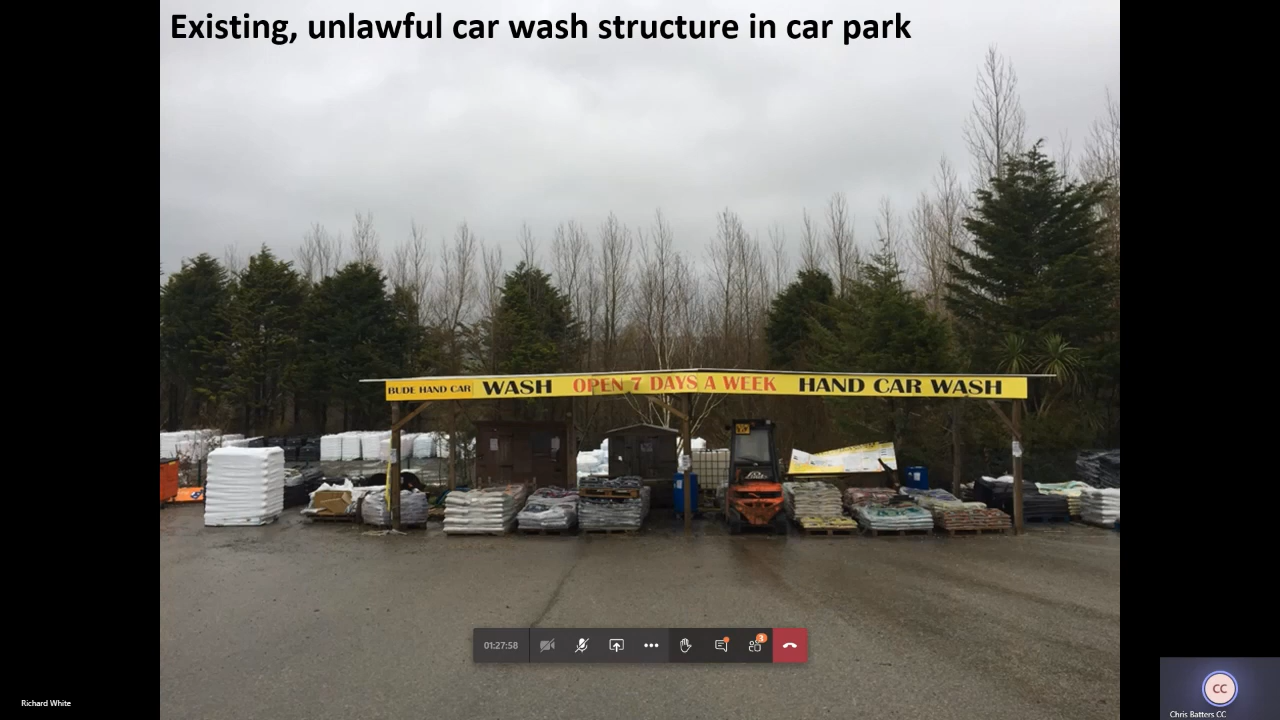 Existing, unlawful car wash structure in car park
BUDE HAND CAR WASH OPEN 7 DAYS A WEEK HAND CAR WASH
01:27:58
3
Richard White
CC
Chris Batters CC